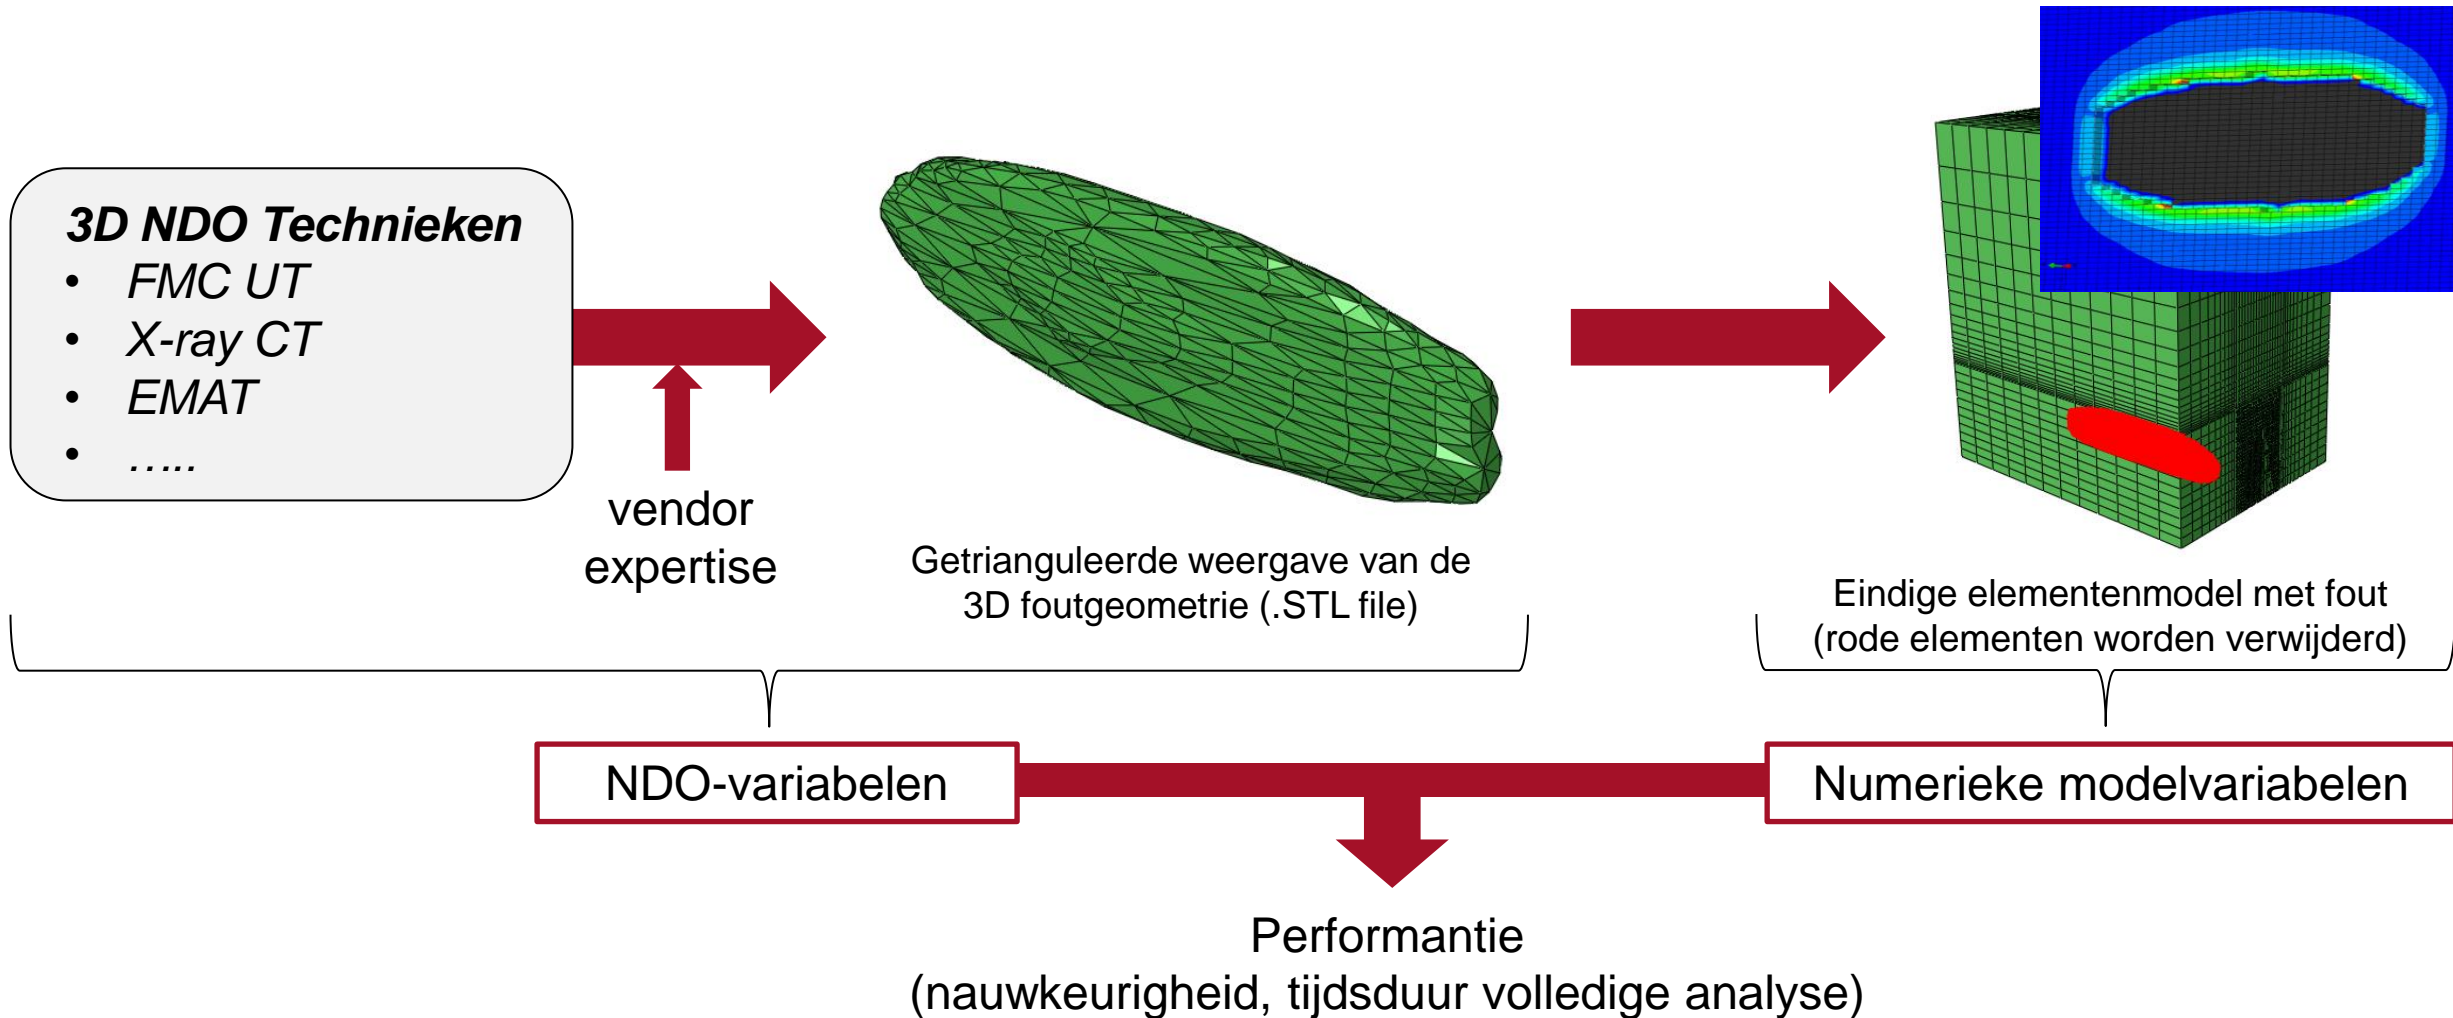 3D NDO Technieken
• FMC UT
• X-ray CT
• EMAT
• .....
vendor
expertise
Getrianguleerde weergave van de
3D foutgeometrie (.STL file)
Eindige elementenmodel met fout
(rode elementen worden verwijderd)
NDO-variabelen
Numerieke modelvariabelen
Performantie
(nauwkeurigheid, tijdsduur volledige analyse)